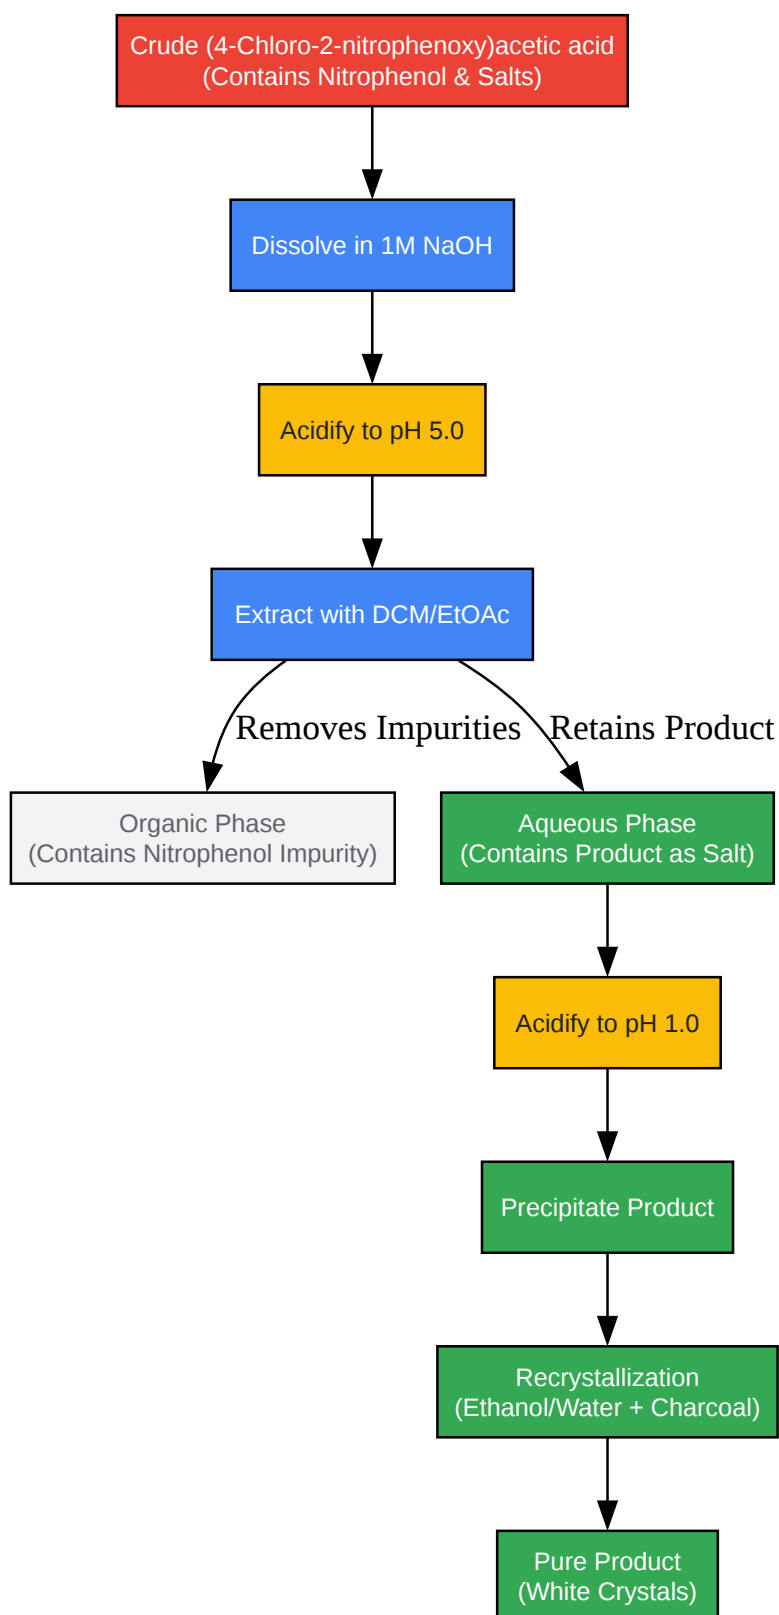 Crude (4-Chloro-2-nitrophenoxy)acetic acid
(Contains Nitrophenol & Salts)
Dissolve in 1M NaOH
Acidify to pH 5.0
Extract with DCM/EtOAc
Removes Impurities
Retains Product
Organic Phase
(Contains Nitrophenol Impurity)
Aqueous Phase
(Contains Product as Salt)
Acidify to pH 1.0
Precipitate Product
Recrystallization
(Ethanol/Water + Charcoal)
Pure Product
(White Crystals)